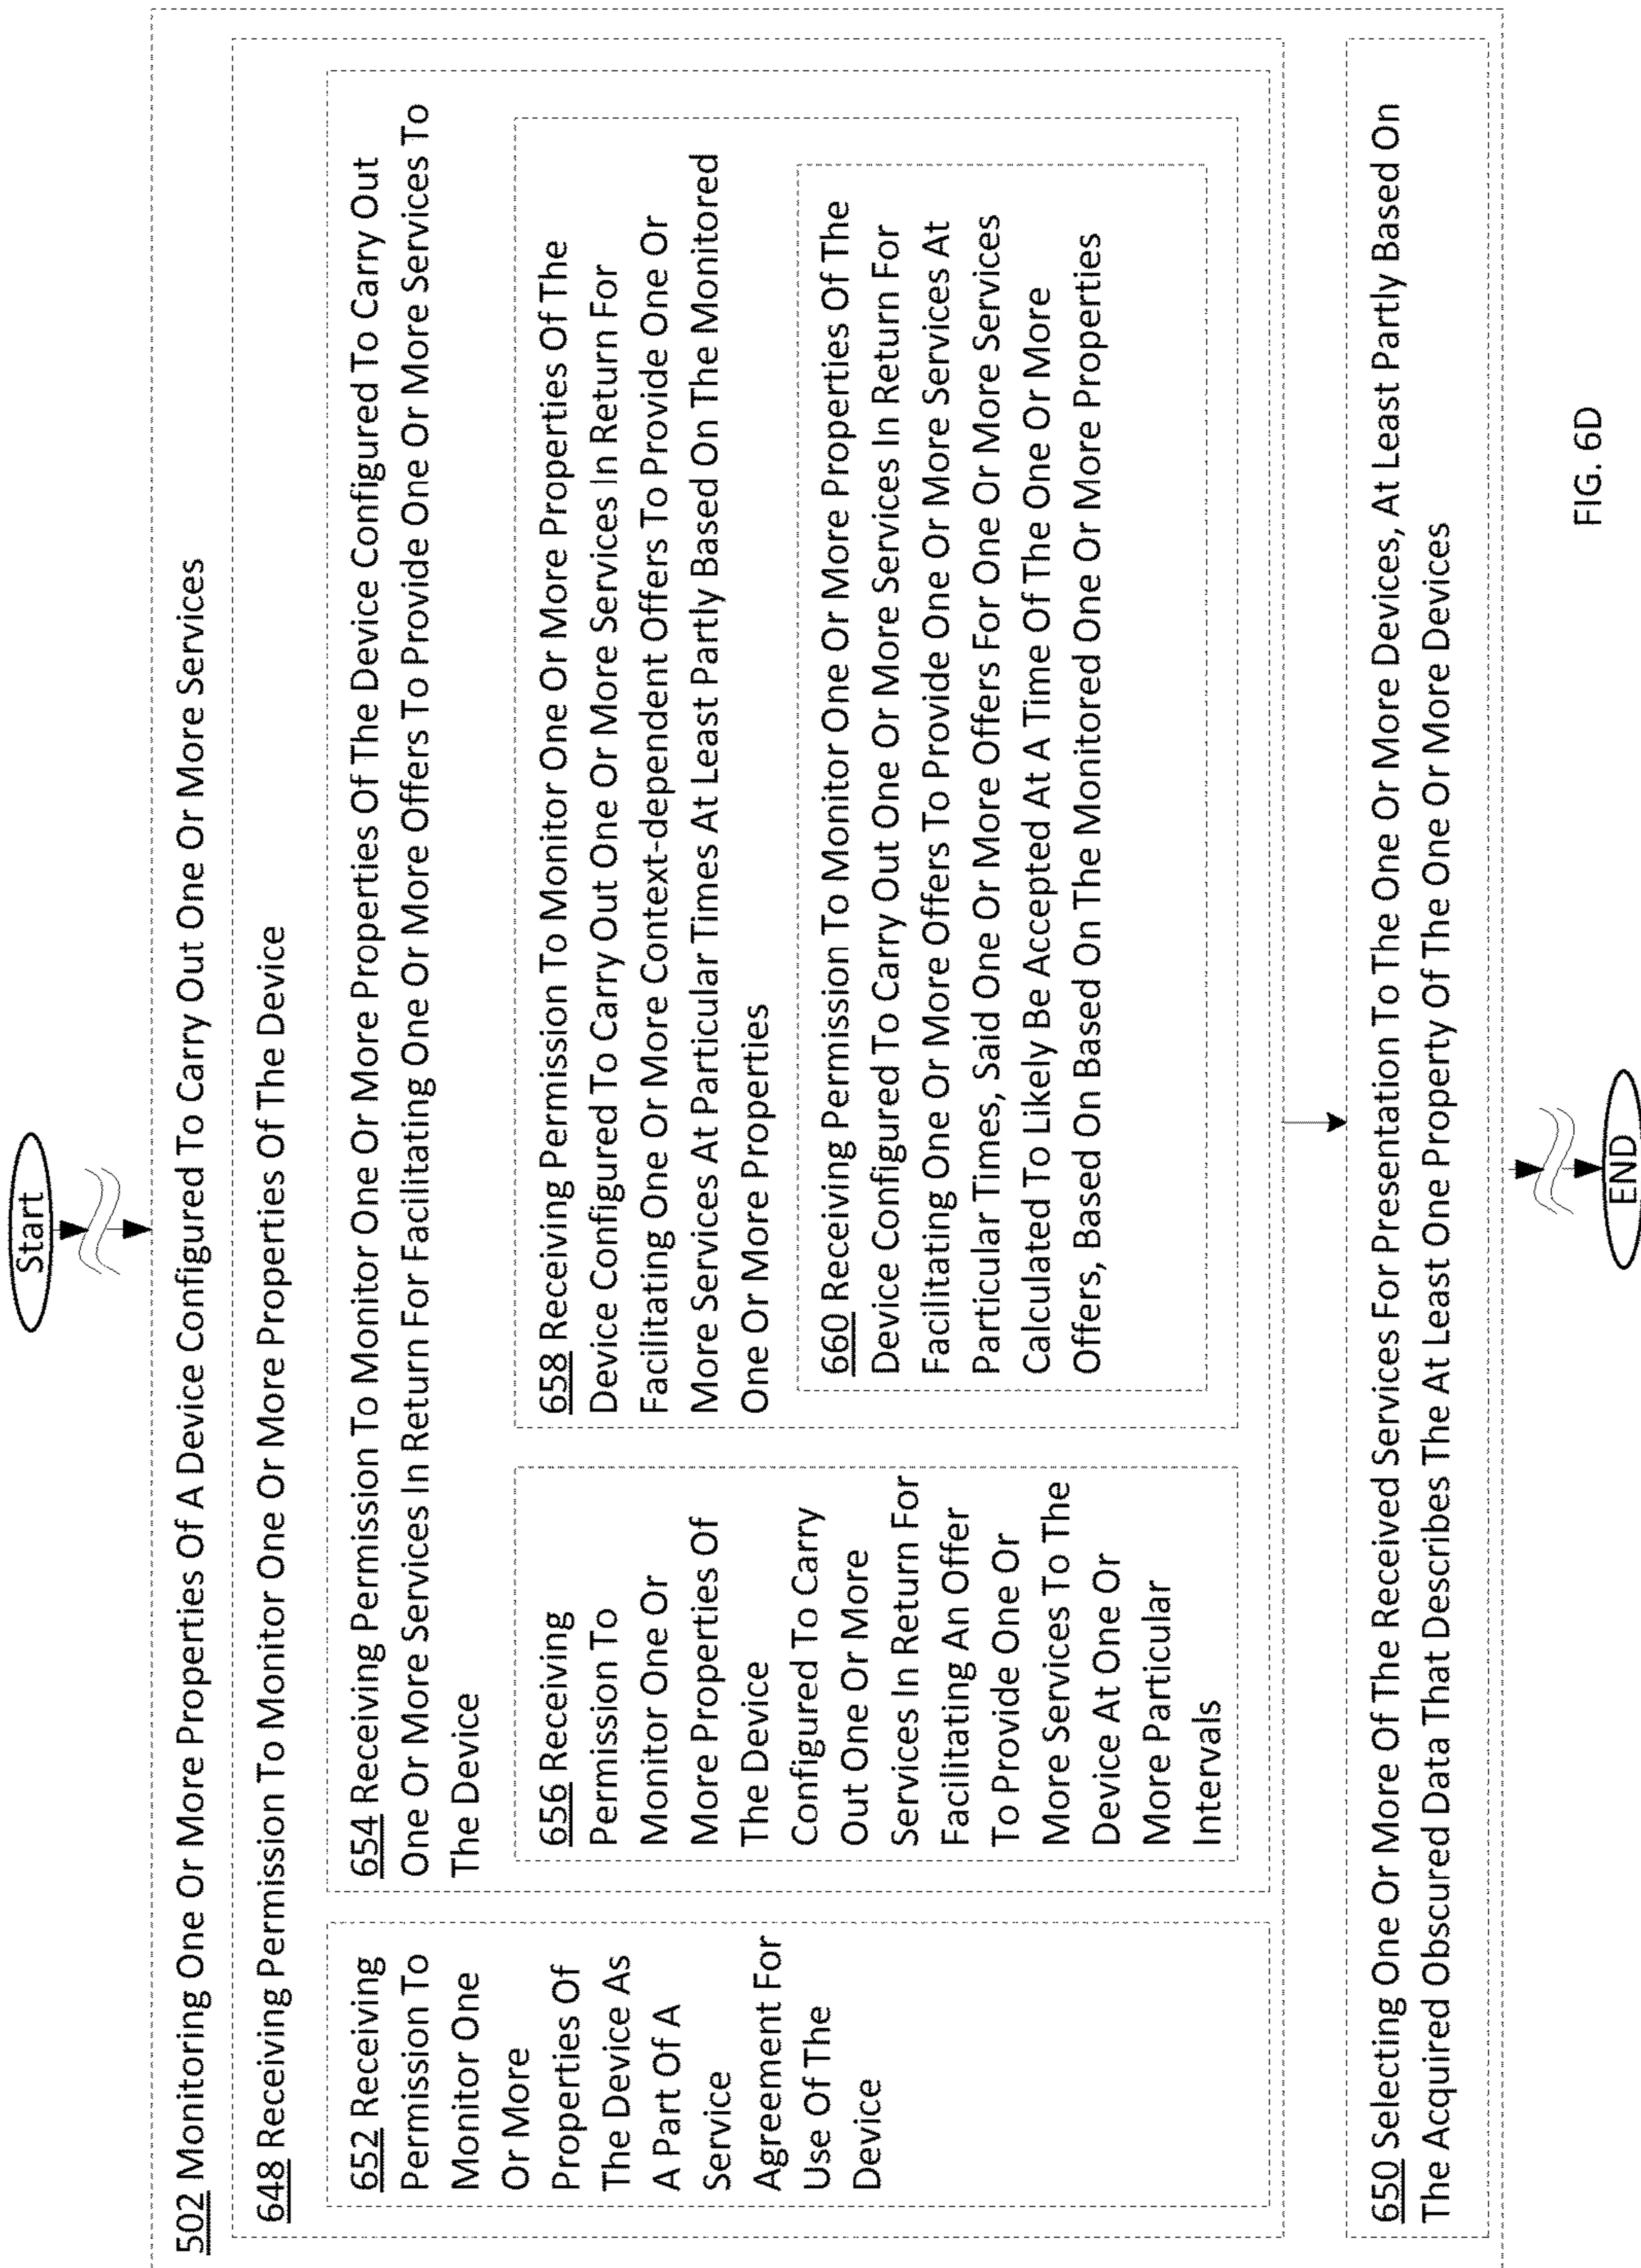 Start
502 Monitoring One Or More Properties Of A Device Configured To Carry Out One Or More Services
648 Receiving Permission To Monitor One Or More Properties Of The Device
652 Receiving
Permission To
Monitor One
Or More
Properties Of
The Device As
A Part Of A
Service
Agreement For
Use Of The
Device
654 Receiving Permission To Monitor One Or More Properties Of The Device Configured To Carry Out
One Or More Services In Return For Facilitating One Or More Offers To Provide One Or More Services To
The Device
656 Receiving
Permission To
Monitor One Or
More Properties Of
The Device
Configured To Carry
Out One Or More
Services In Return For
Facilitating An Offer
To Provide One Or
More Services To The
Device At One Or
More Particular
Intervals
658 Receiving Permission To Monitor One Or More Properties Of The
Device Configured To Carry Out One Or More Services In Return For
Facilitating One Or More Context-dependent Offers To Provide One Or
More Services At Particular Times At Least Partly Based On The Monitored
One Or More Properties
660 Receiving Permission To Monitor One Or More Properties Of The
Device Configured To Carry Out One Or More Services In Return For
Facilitating One Or More Offers To Provide One Or More Services At
Particular Times, Said One Or More Offers For One Or More Services
Calculated To Likely Be Accepted At A Time Of The One Or More
Offers, Based On Based On The Monitored One Or More Properties
650 Selecting One Or More Of The Received Services For Presentation To The One Or More Devices, At Least Partly Based On
The Acquired Obscured Data That Describes The At Least One Property Of The One Or More Devices
END
FIG. 6D